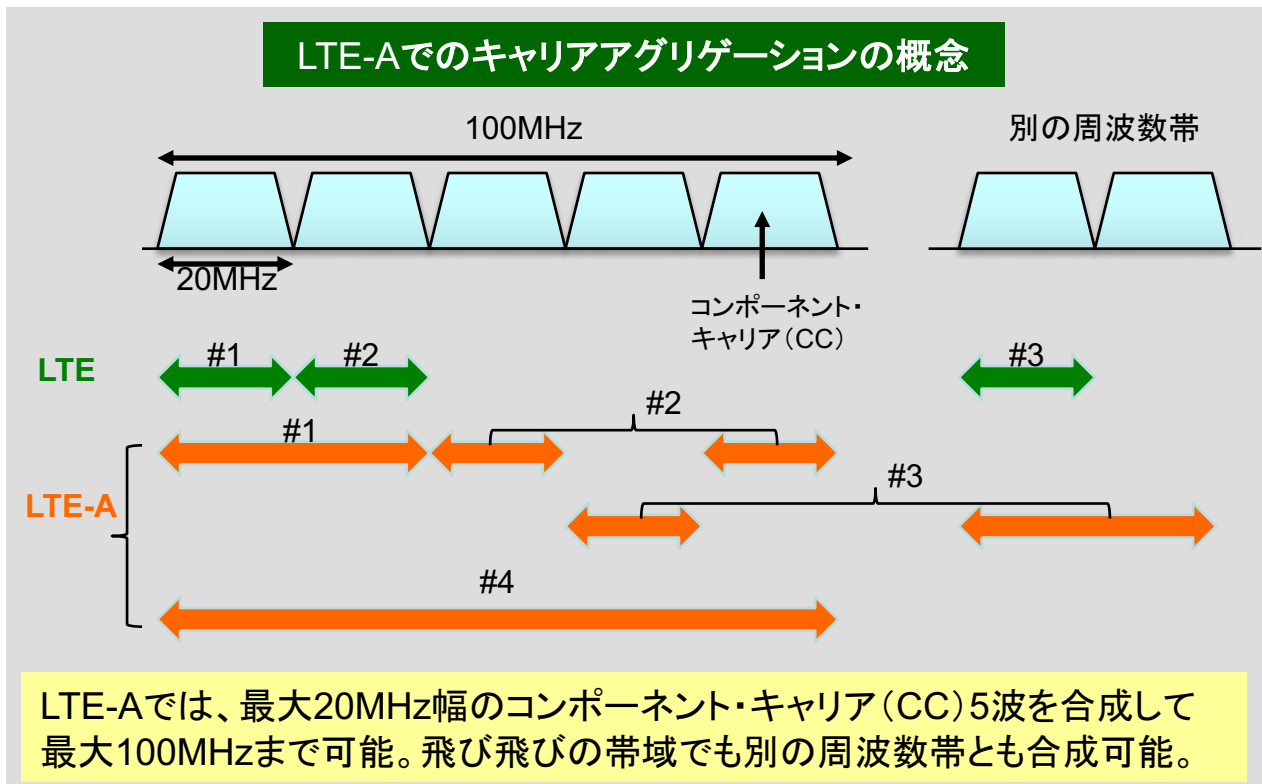 LTE-Aでのキャリアアグリゲーションの概念
100MHz
別の周波数帯
20MHz
コンポーネント・
キャリア(CC)
LTE
#1
#2
#3
#1
#2
LTE-A
#3
#4
LTE-Aでは、最大20MHz幅のコンポーネント・キャリア(CC)5波を合成して
最大100MHzまで可能。飛び飛びの帯域でも別の周波数帯とも合成可能。